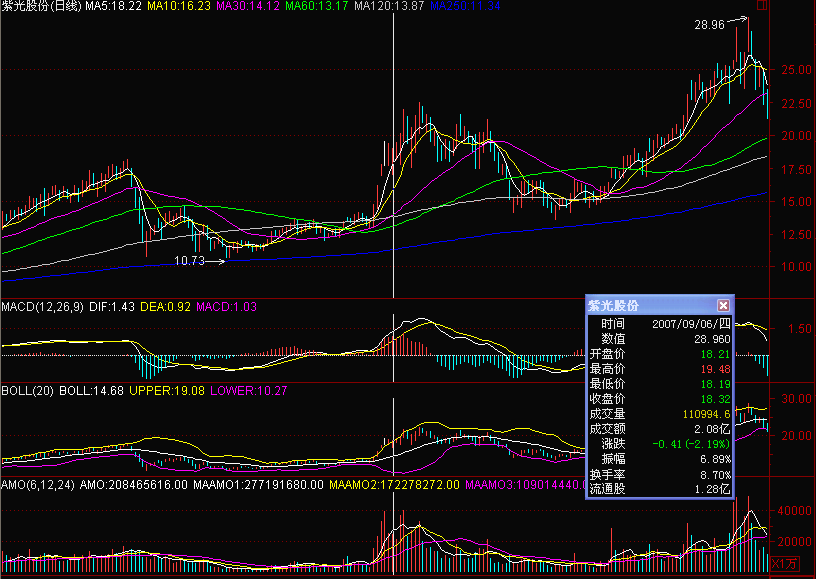 紫光股份(日线) MA5:18.22 MA10:16.23 MA30:14.12 MA60:13.17 MA120:13.87 MA250:11.34
28.96
25.00
22.50
20.00
17.50
15.00
12.50
10.00
10.73
MACD(12,26,9) DIF:1.43 DEA:0.92 MACD:1.03
1.50
BOLL(20) BOLL:14.68 UPPER:19.08 LOWER:10.27
30.00
20.00
AMO(6,12,24) AMO:208465616.00 MAAMO1:277191680.00 MAAMO2:172278272.00 MAAMO3:109014440.0
40000
20000
X1万
紫光股份
时间 2007/09/06/四
数值 28.960
开盘价 18.21
最高价 19.48
最低价 18.19
收盘价 18.32
成交量 110994.6
成交额 2.08亿
涨跌 -0.41(-2.19%)
振幅 6.89%
换手率 8.70%
流通股 1.28亿